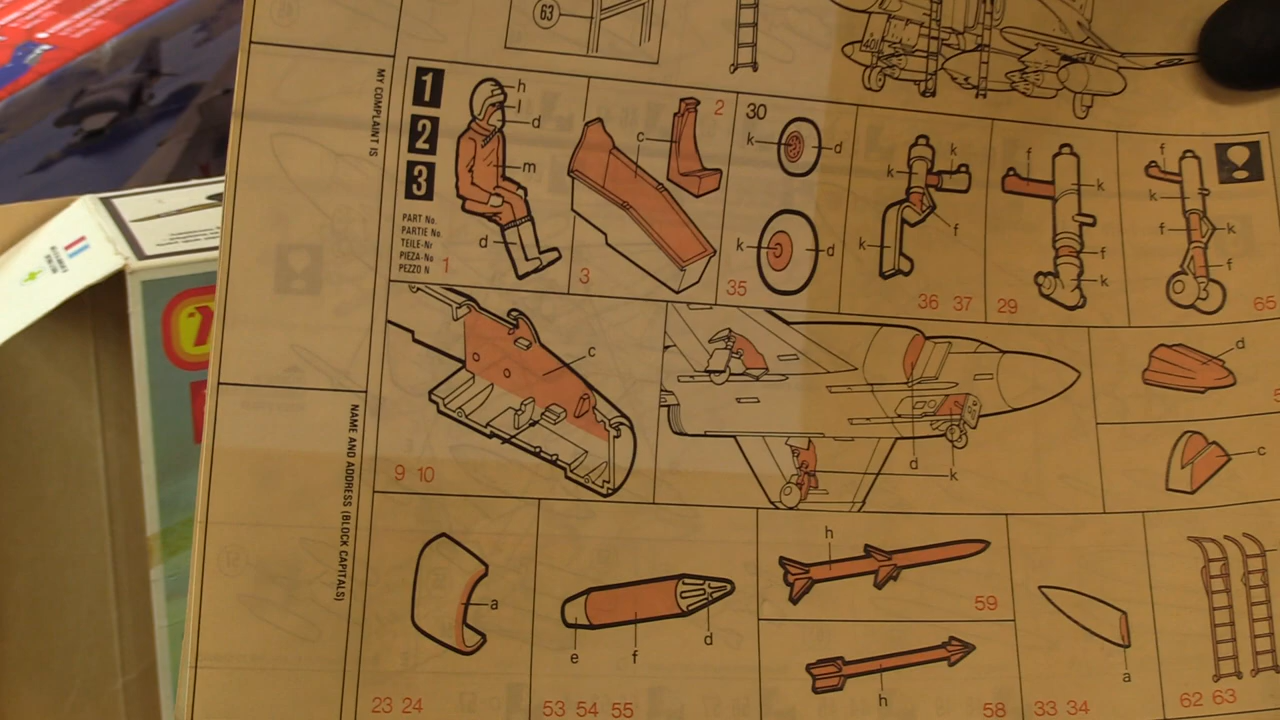 63
MY COMPLAINT IS
NAME AND ADDRESS (BLOCK CAPITALS)
1
2
3
PART No.
PARTIE No.
TEILE-Nr
PIEZA-No
PEZZO N
h
l
d
m
d
1
c
2
3
30
k
d
k
d
35
k
k
f
k
36 37
f
k
f
k
29
f
f
k
f
65
c
9 10
d
k
d
c
a
23 24
e
f
d
53 54 55
h
59
h
58
a
33 34
62 63